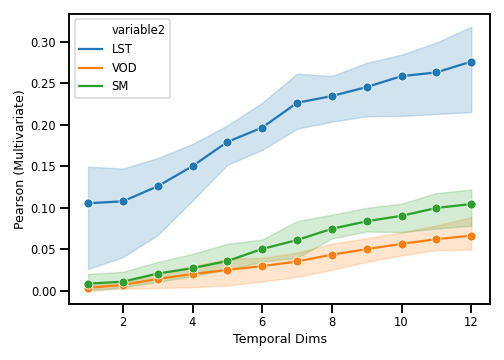 variable2
LST
VOD
SM
Pearson (Multivariate)
0.30
0.25
0.20
0.15
0.10
0.05
0.00
2 4 6 8 10 12
Temporal Dims